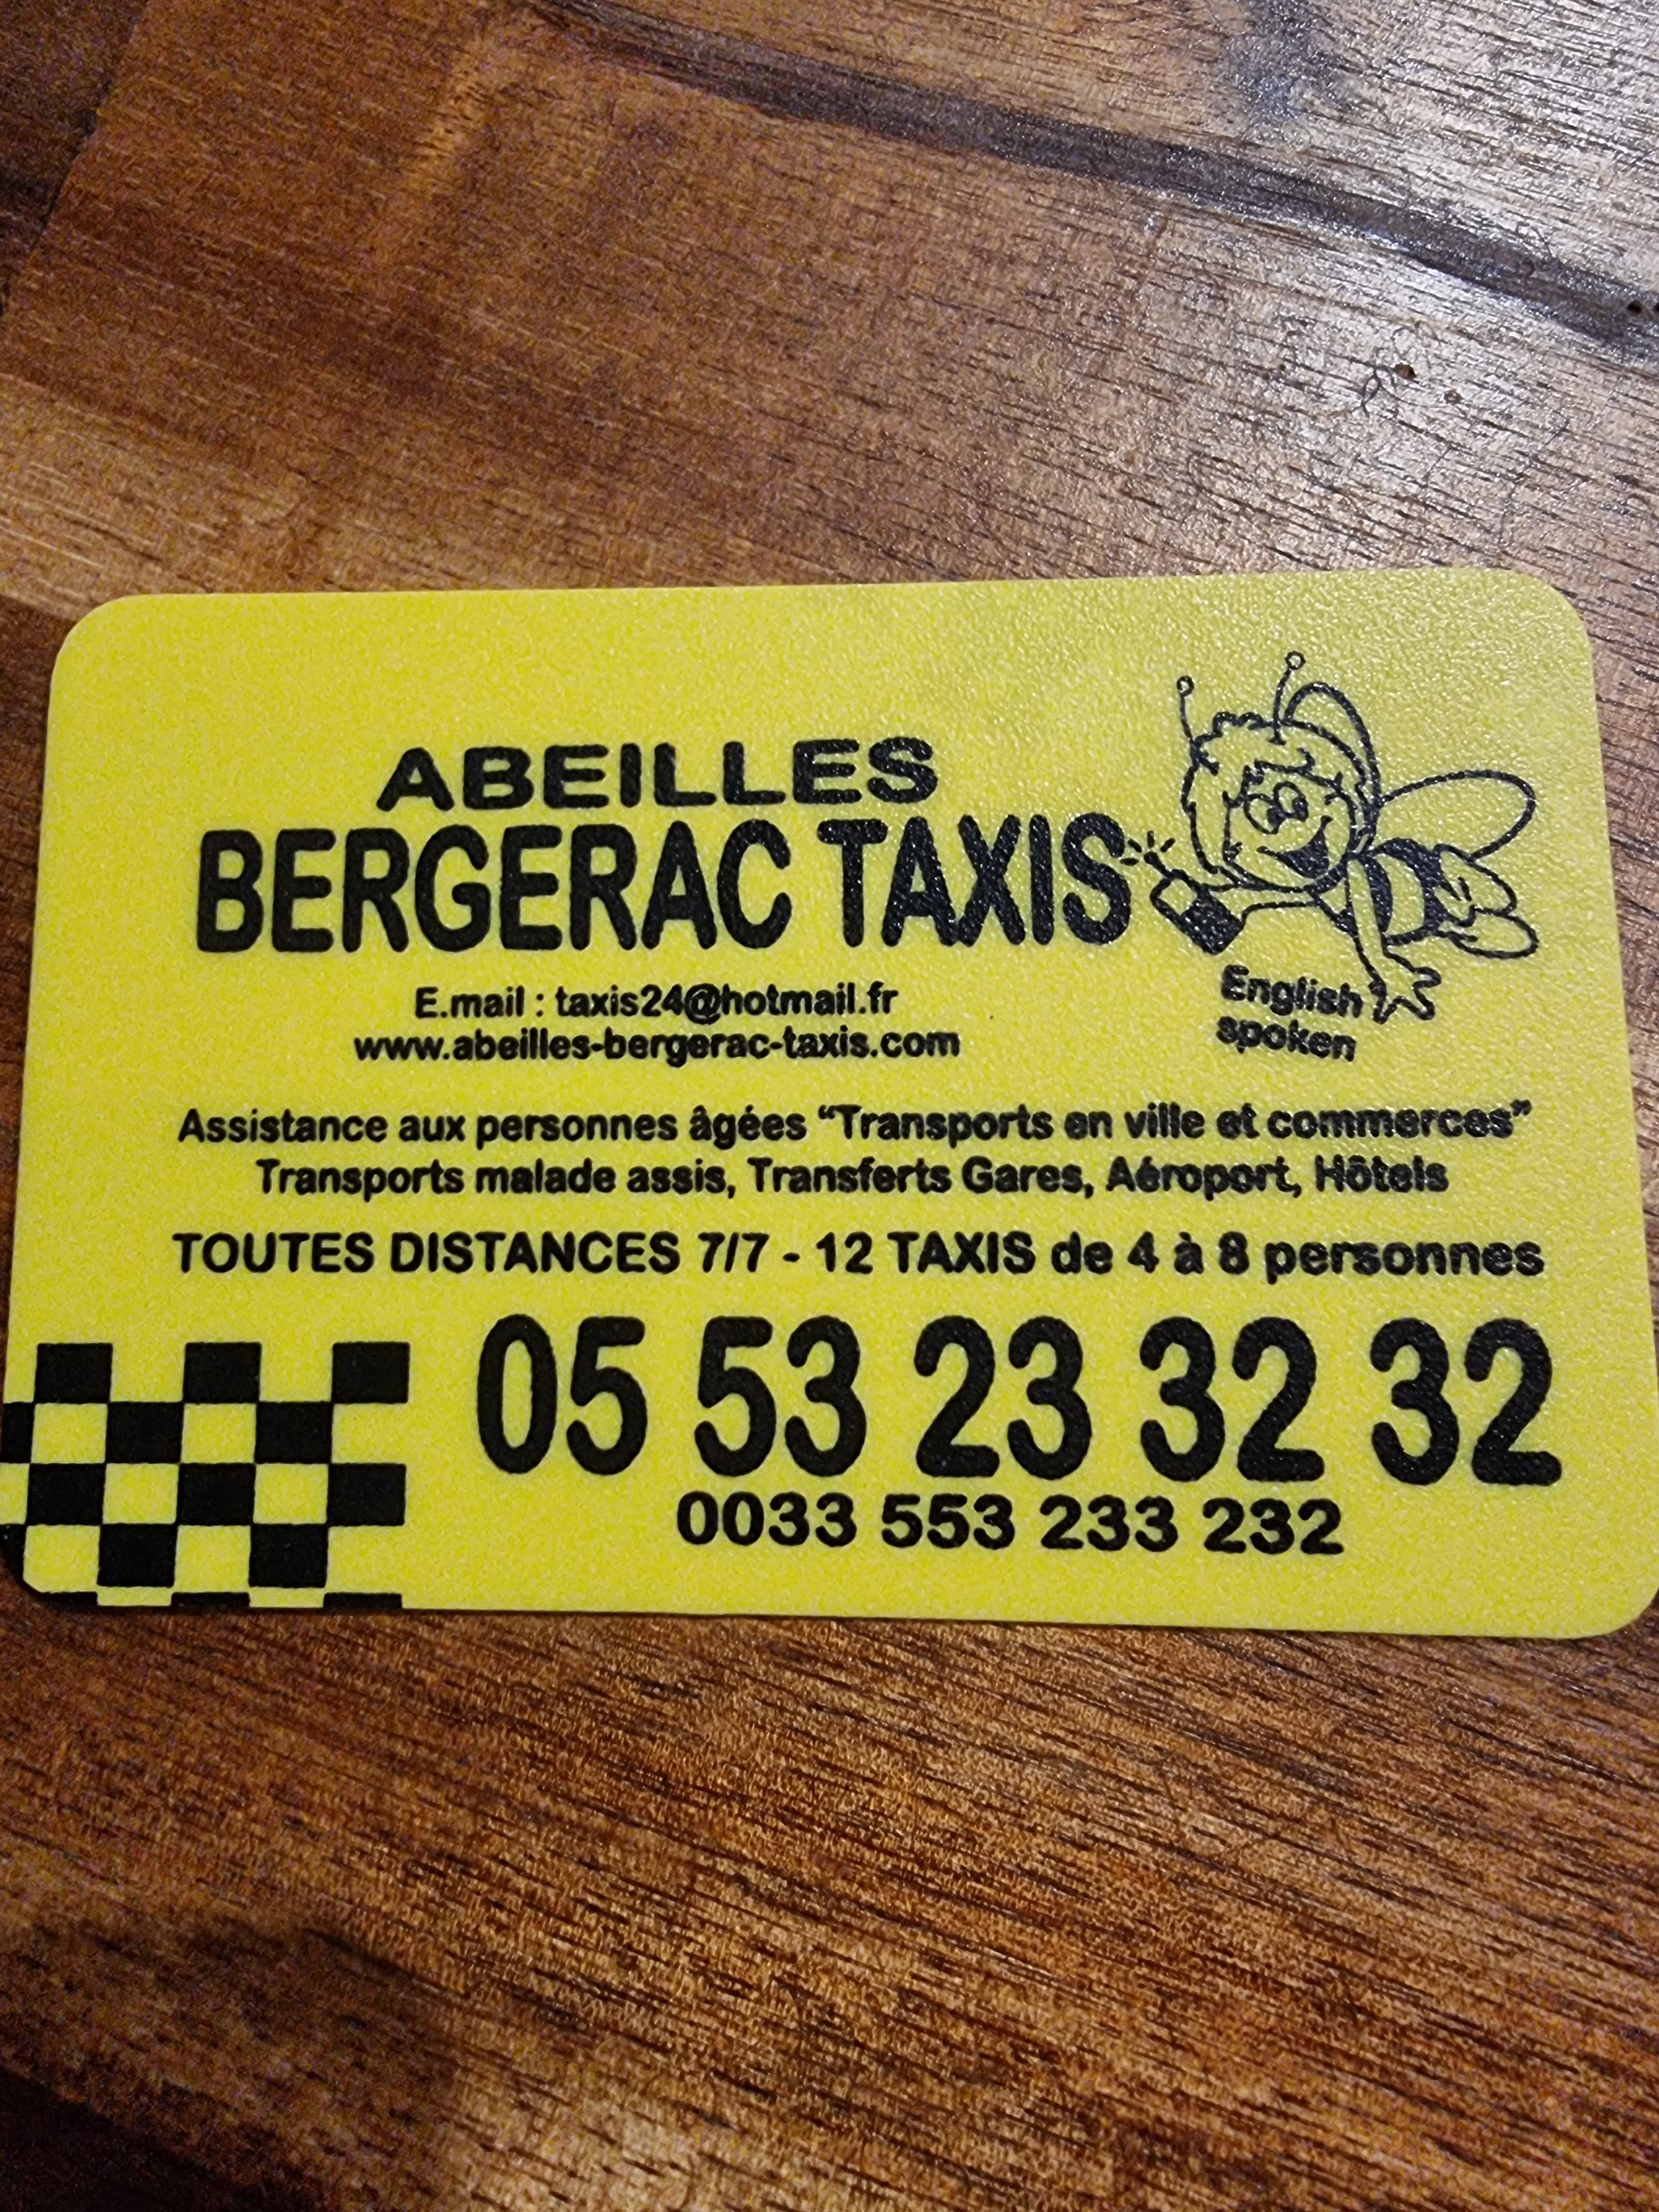 ABEILLES
BERGERAC TAXIS
E.mail : taxis24@hotmail.fr
www.abeilles-bergerac-taxis.com
English
spoken
Assistance aux personnes âgées “Transports en ville et commerces”
Transports malade assis, Transferts Gares, Aéroport, Hôtels
TOUTES DISTANCES 7/7 - 12 TAXIS de 4 à 8 personnes
05 53 23 32 32
0033 553 233 232